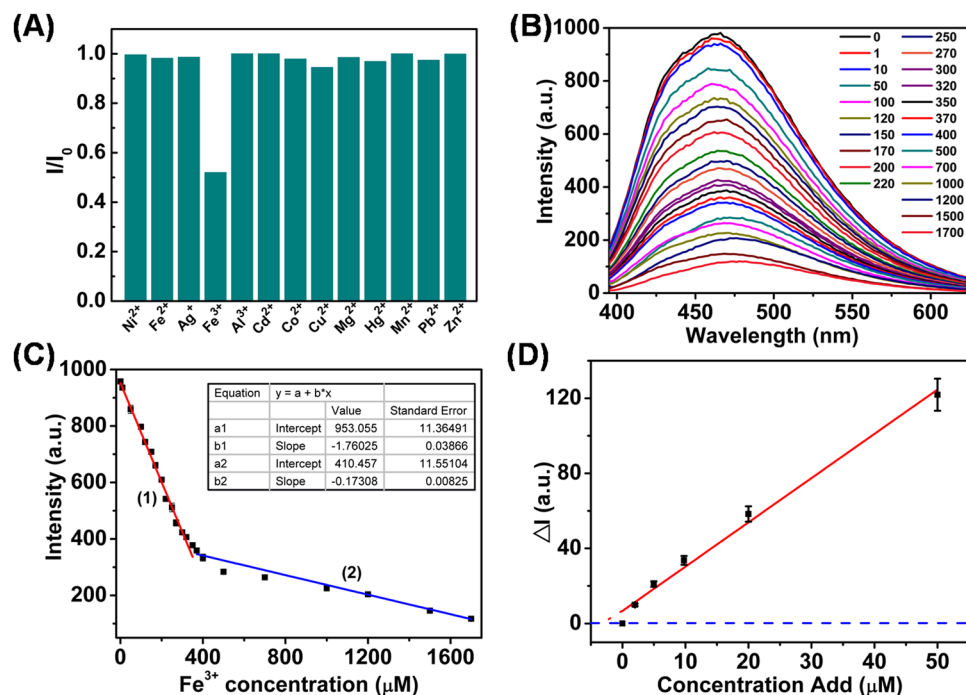 (A)
I/I0
1.0
0.8
0.6
0.4
0.2
0.0
Ni2+ Fe2+ Ag+ Fe3+ Al3+ Cd2+ Co2+ Cu2+ Mg2+ Hg2+ Mn2+ Pb2+ Zn2+
(B)
Intensity (a.u.)
1000
800
600
400
200
0
400 450 500 550 600
Wavelength (nm)
0 250
1 270
10 300
50 320
100 350
120 370
150 400
170 500
200 700
220 1000
1200
1500
1700
(C)
Intensity (a.u.)
1000
800
600
400
200
0 400 800 1200 1600
Fe3+ concentration (μM)
(1)
(2)
Equation y = a + b*x
Value Standard Error
a1 Intercept 953.055 11.36491
b1 Slope -1.76025 0.03866
a2 Intercept 410.457 11.55104
b2 Slope -0.17308 0.00825
(D)
△I (a.u.)
120
80
40
0
0 10 20 30 40 50
Concentration Add (μM)